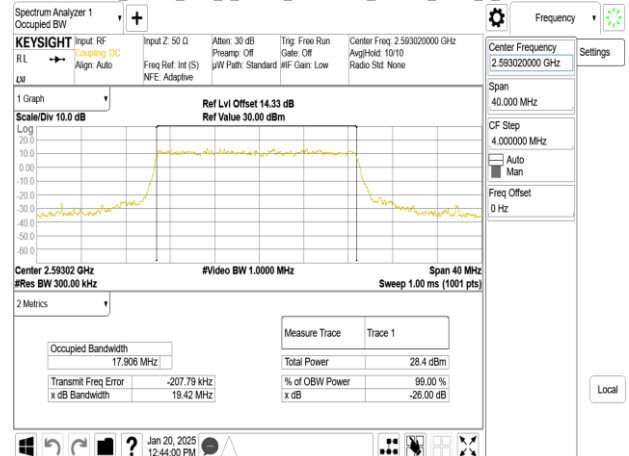 Spectrum Analyzer 1
Occupied BW
Frequency
KEYSIGHT
Input: RF
Input Z: 50 Ω
Atten: 30 dB
Trig: Free Run
Center Freq: 2.593020000 GHz
RL
Coupling: DC
Preamp: Off
Gate: Off
Avg|Hold: 10/10
Align: Auto
Freq Ref: Int (S)
µW Path: Standard
#IF Gain: Low
Radio Std: None
NFE: Adaptive
LXI
Center Frequency
2.593020000 GHz
Settings
Span
40.000 MHz
CF Step
4.000000 MHz
Auto
Man
Freq Offset
0 Hz
Local
1 Graph
Ref Lvl Offset 14.33 dB
Scale/Div 10.0 dB
Ref Value 30.00 dBm
Log
20.0
10.0
0.00
-10.0
-20.0
-30.0
-40.0
-50.0
-60.0
Center 2.59302 GHz
#Video BW 1.0000 MHz
Span 40 MHz
#Res BW 300.00 kHz
Sweep 1.00 ms (1001 pts)
2 Metrics
Measure Trace
Trace 1
Occupied Bandwidth
17.906 MHz
Total Power
28.4 dBm
Transmit Freq Error
-207.79 kHz
% of OBW Power
99.00 %
x dB Bandwidth
19.42 MHz
x dB
-26.00 dB
?
Jan 20, 2025
12:44:00 PM